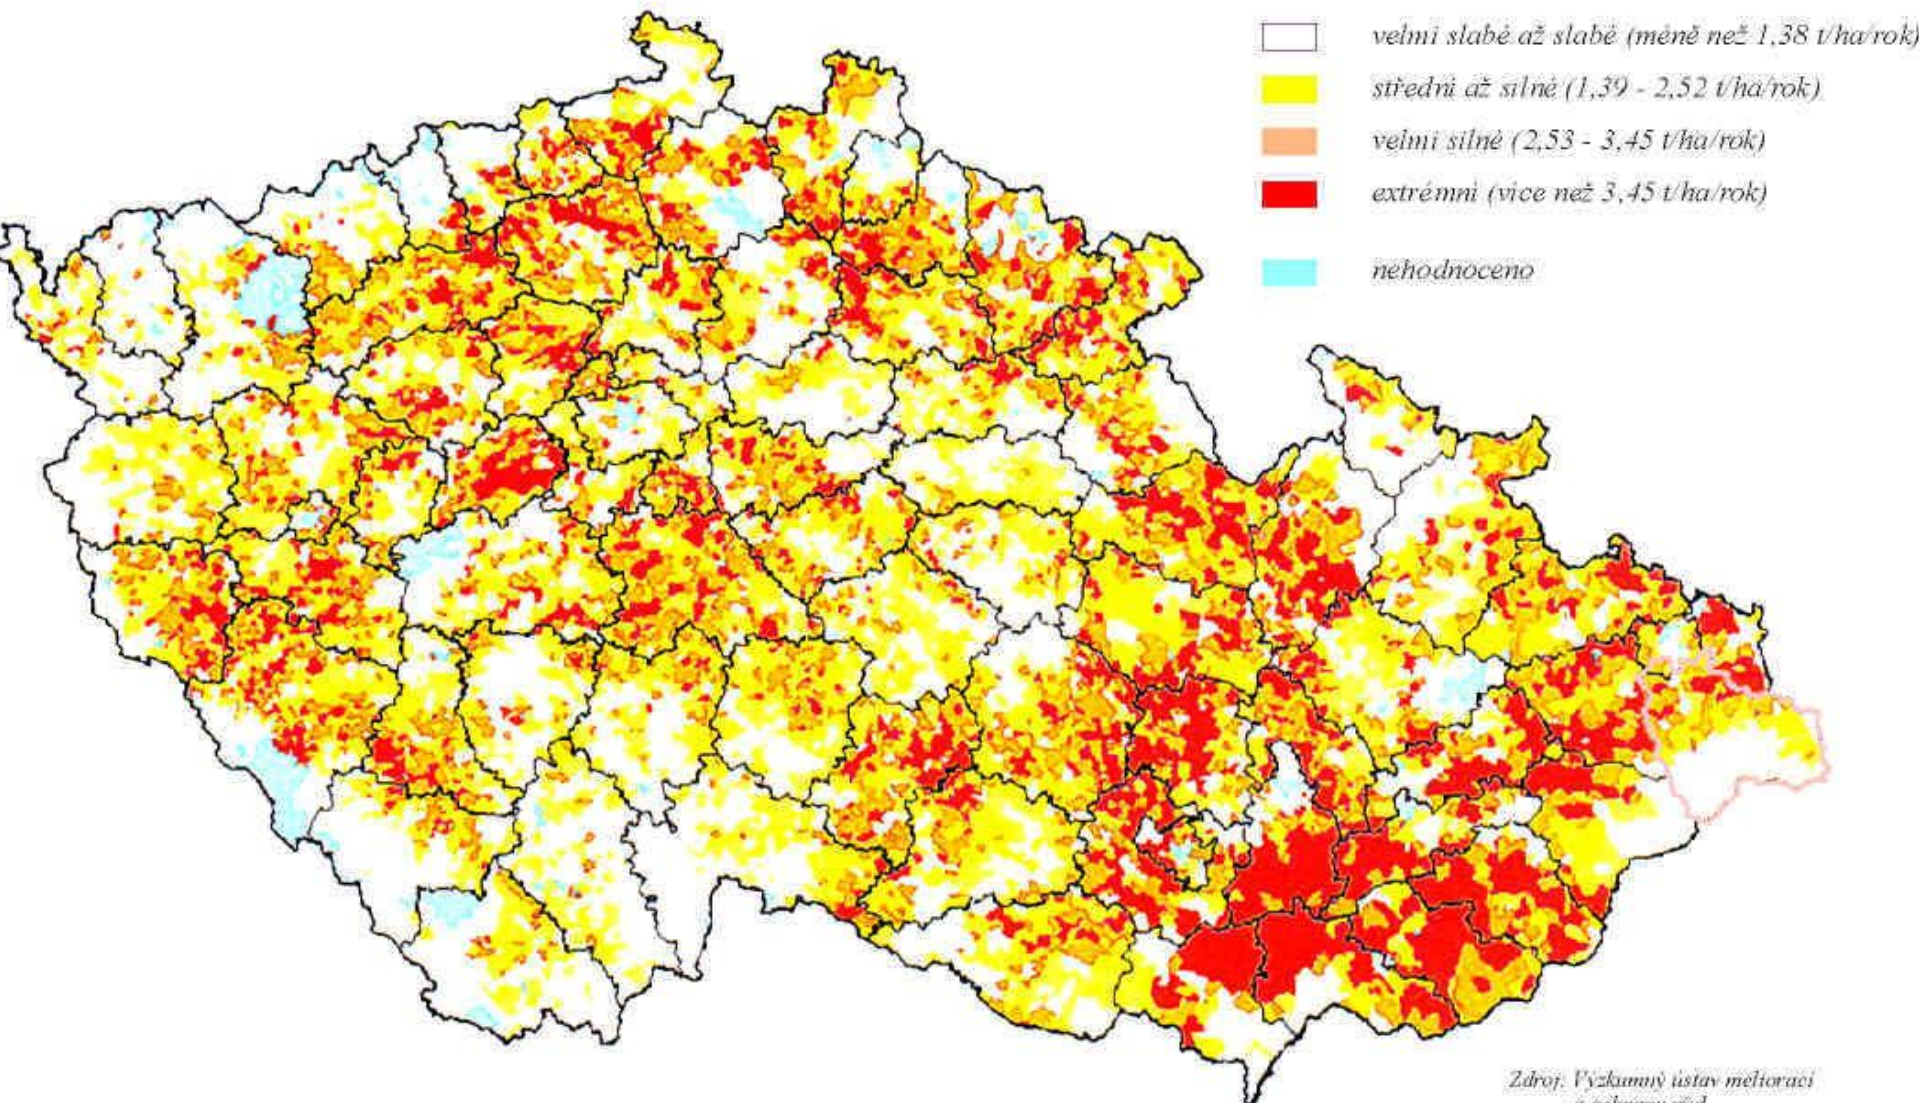 velmi slabé až slabé (méně než 1,38 t/ha/rok)
střední až silné (1,39 - 2,52 t/ha/rok)
velmi silné (2,53 - 3,45 t/ha/rok)
extrémní (více než 3,45 t/ha/rok)
nehodnoceno
Zdroj: Výzkumný ústav meliorací